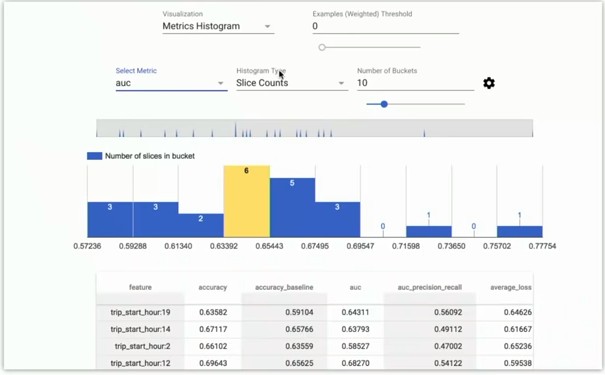 Visualization
Examples (Weighted) Threshold
Metrics Histogram
0
Select Metric
Histogram Type
Number of Buckets
auc
Slice Counts
10
Number of slices in bucket
3 3 2 6 5 3 0 1 0 1
0.57236 0.59288 0.61340 0.63392 0.65443 0.67495 0.69547 0.71598 0.73650 0.75702 0.77754
feature accuracy accuracy_baseline auc auc_precision_recall average_loss
trip_start_hour:19 0.63582 0.59104 0.64311 0.56092 0.64626
trip_start_hour:14 0.67117 0.65766 0.63793 0.49112 0.61667
trip_start_hour:2 0.66102 0.63559 0.58527 0.47002 0.65236
trip_start_hour:12 0.69643 0.65625 0.68270 0.54122 0.59538